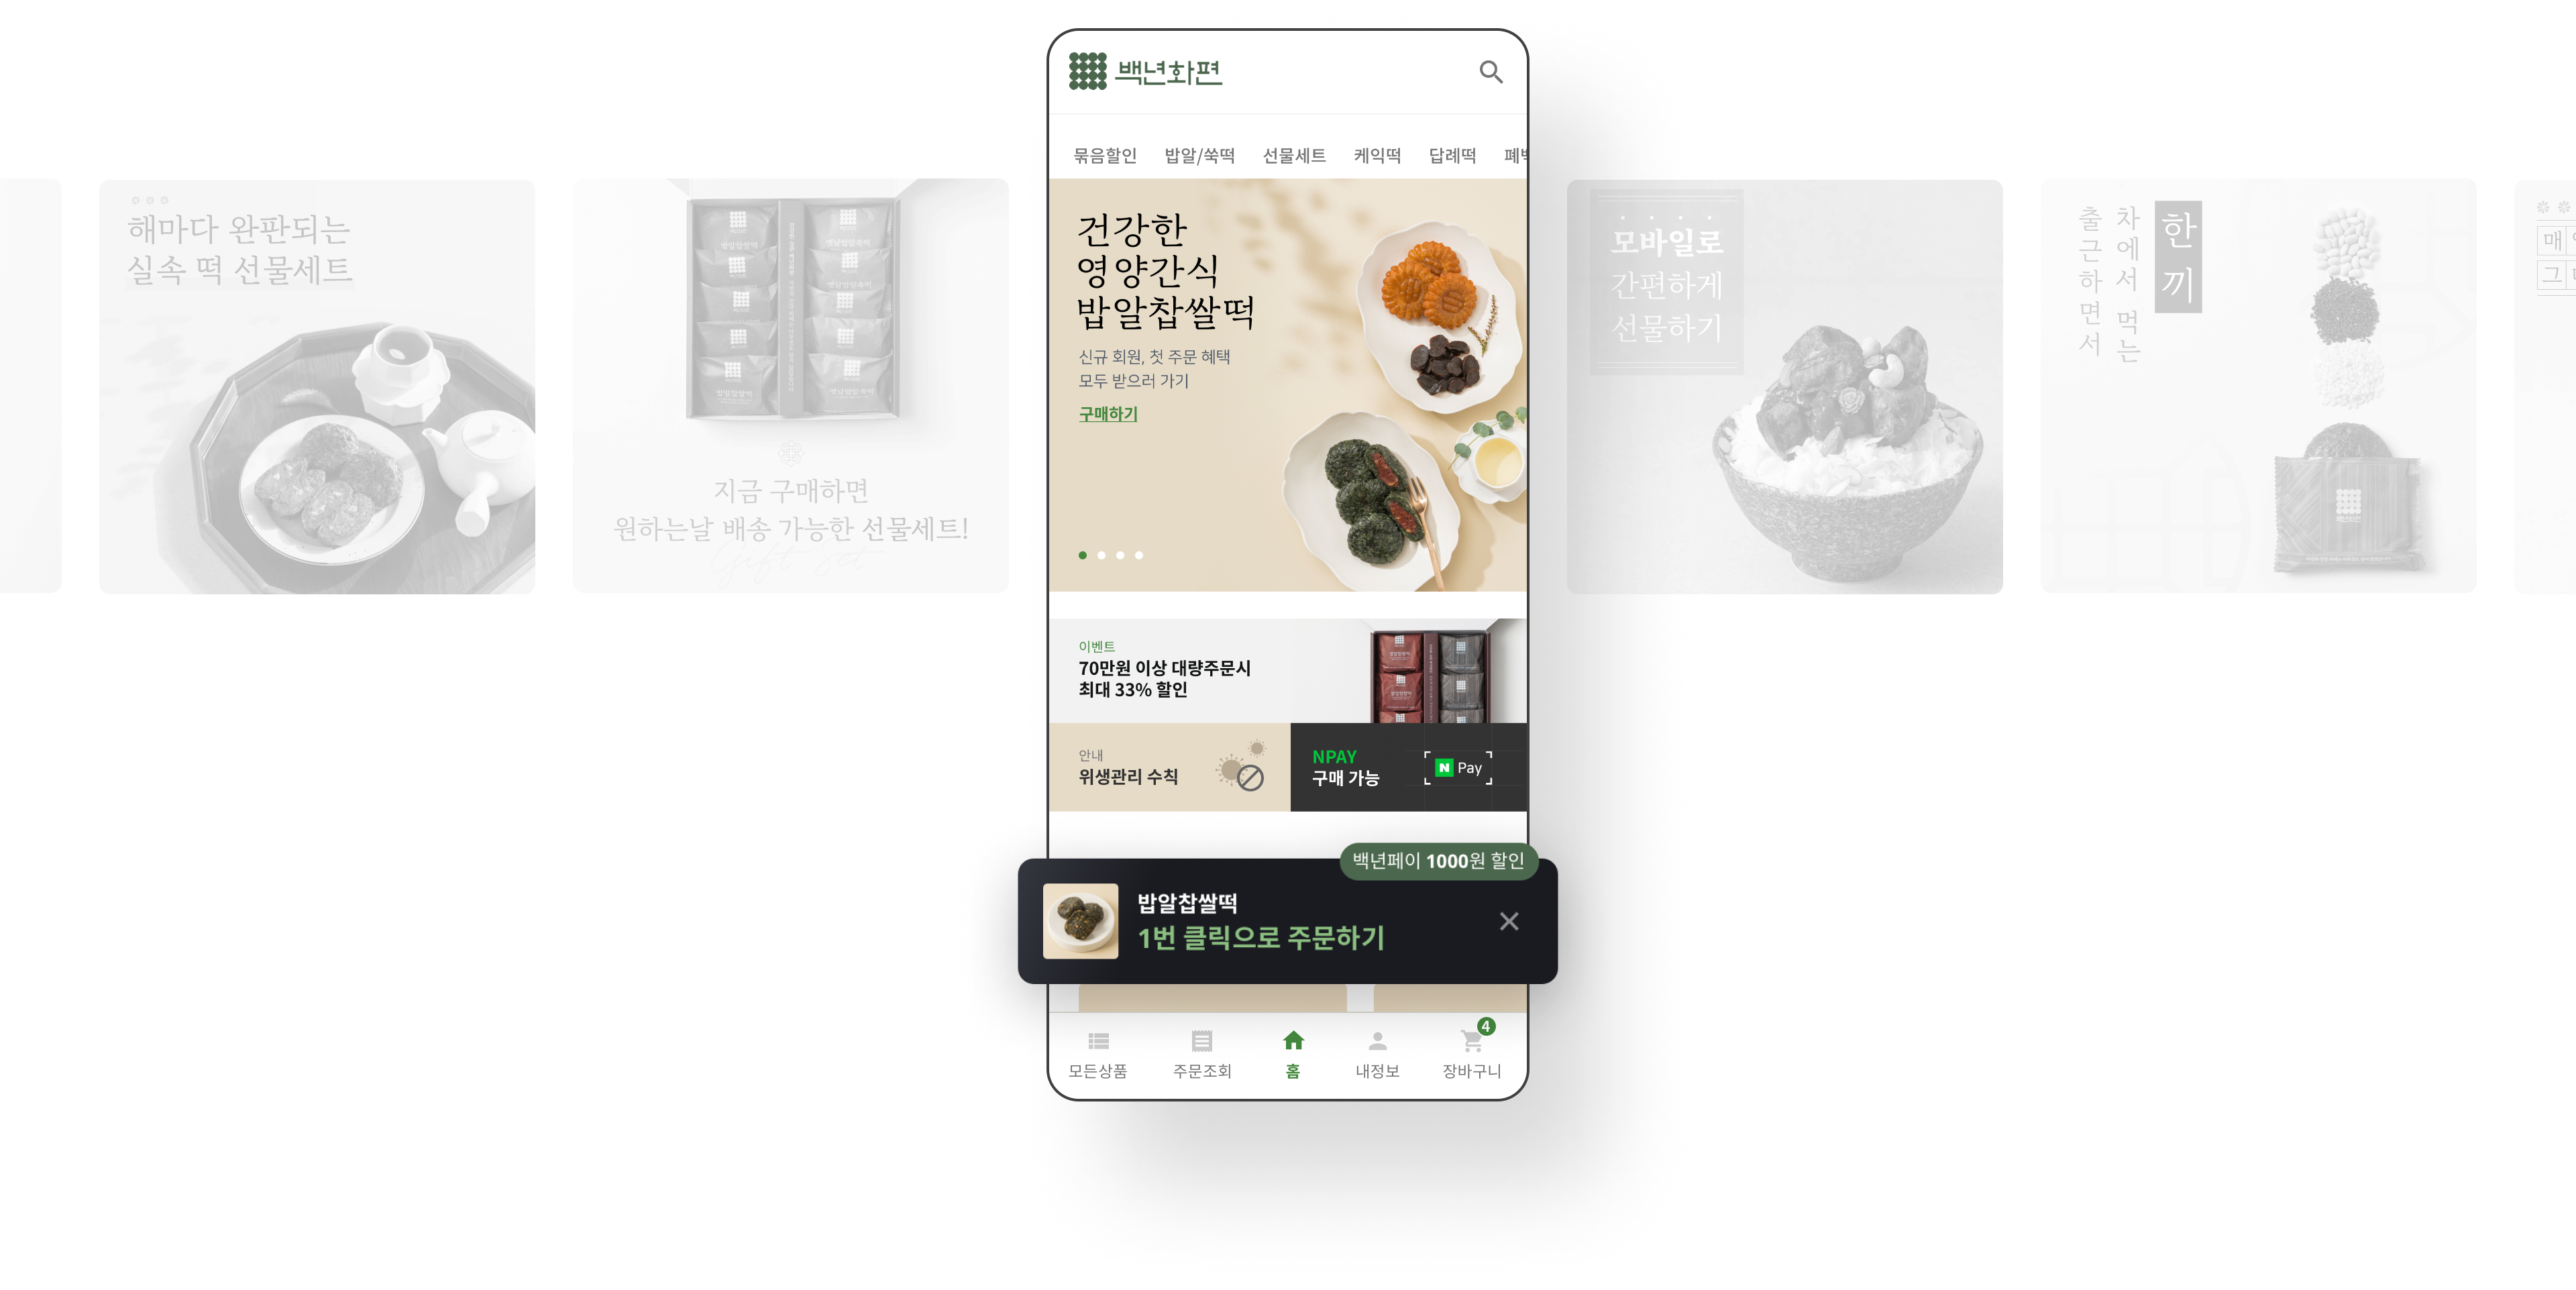 백년화편
묶음할인 밥알/쑥떡 선물세트 케익떡 답례떡
건강한
영양간식
밥알찹쌀떡
신규 회원, 첫 주문 혜택
모두 받으러 가기
구매하기
이벤트
70만원 이상 대량주문시
최대 33% 할인
안내
위생관리 수칙
NPAY
구매 가능
N Pay
백년페이 1000원 할인
밥알찹쌀떡
1번 클릭으로 주문하기
4
모든상품 주문조회 홈 내정보 장바구니
해마다 완판되는
실속 떡 선물세트
지금 구매하면
원하는날 배송 가능한 선물세트!
Gift Set
모바일로
간편하게
선물하기
한끼
차에서 먹는
출근하면서